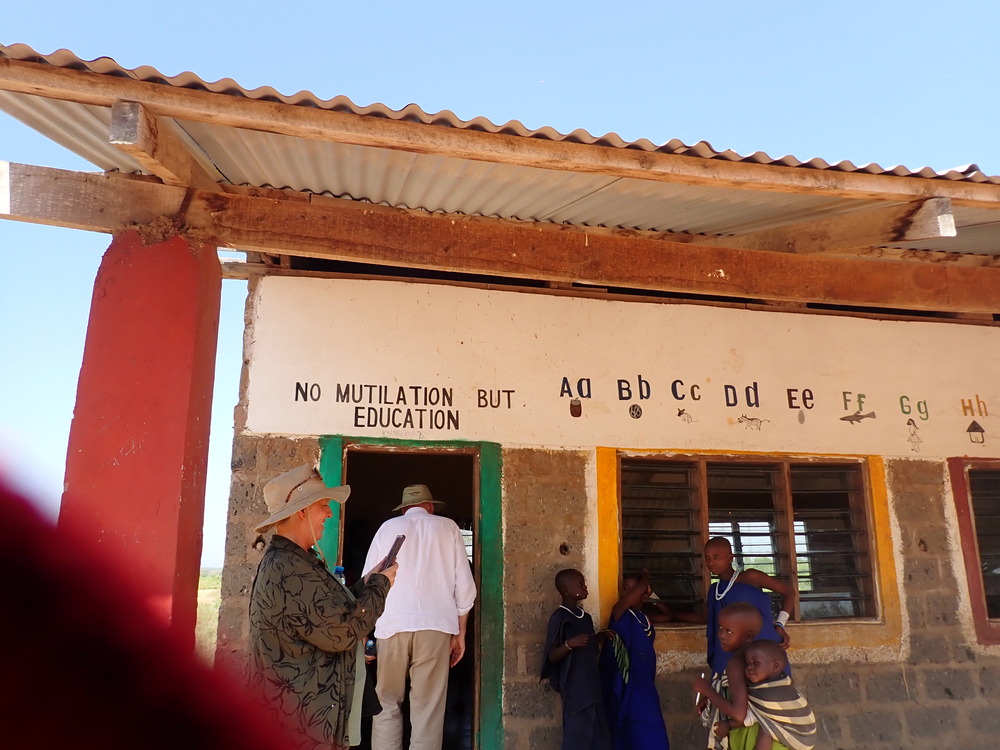 NO MUTILATION BUT
EDUCATION
Aa Bb Cc Dd Ee Ff Gg Hh